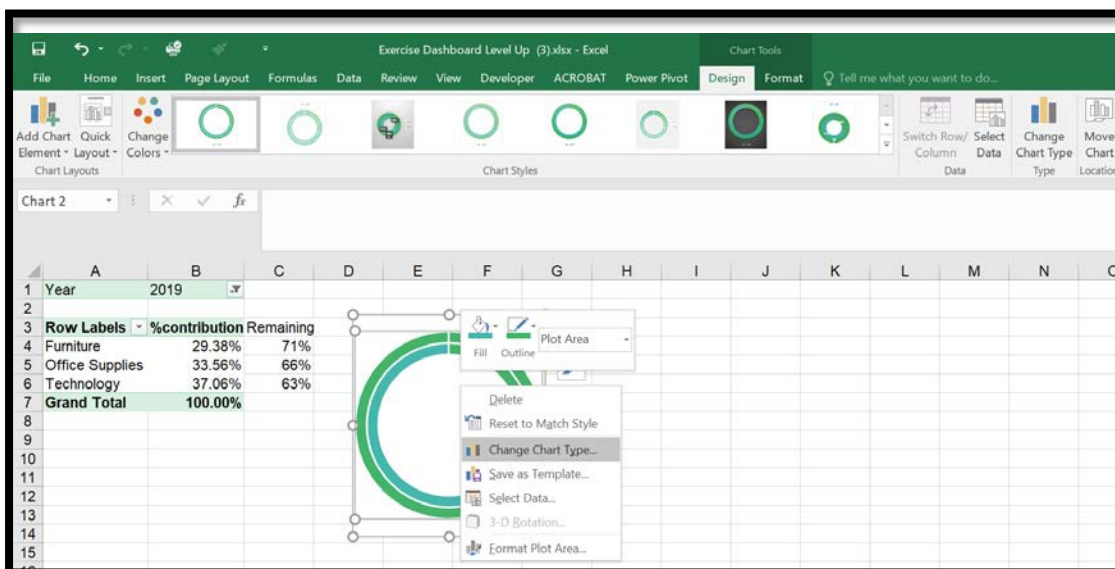 Exercise Dashboard Level Up (3).xlsx - Excel
Chart Tools
File Home Insert Page Layout Formulas Data Review View Developer ACROBAT Power Pivot Design Format Tell me what you want to do...
Add Chart Element
Quick Layout
Change Colors
Switch Row/ Column
Select Data
Change Chart Type
Move Chart
Chart Layouts
Chart Styles
Data
Type
Location
Chart 2
fx
A B C D E F G H I J K L M N
1 Year 2019
2
3 Row Labels %contribution Remaining
4 Furniture 29.38% 71%
5 Office Supplies 33.56% 66%
6 Technology 37.06% 63%
7 Grand Total 100.00%
8
9
10
11
12
13
14
15
Fill
Outline
Plot Area
Delete
Reset to Match Style
Change Chart Type...
Save as Template...
Select Data...
3-D Rotation...
Format Plot Area...